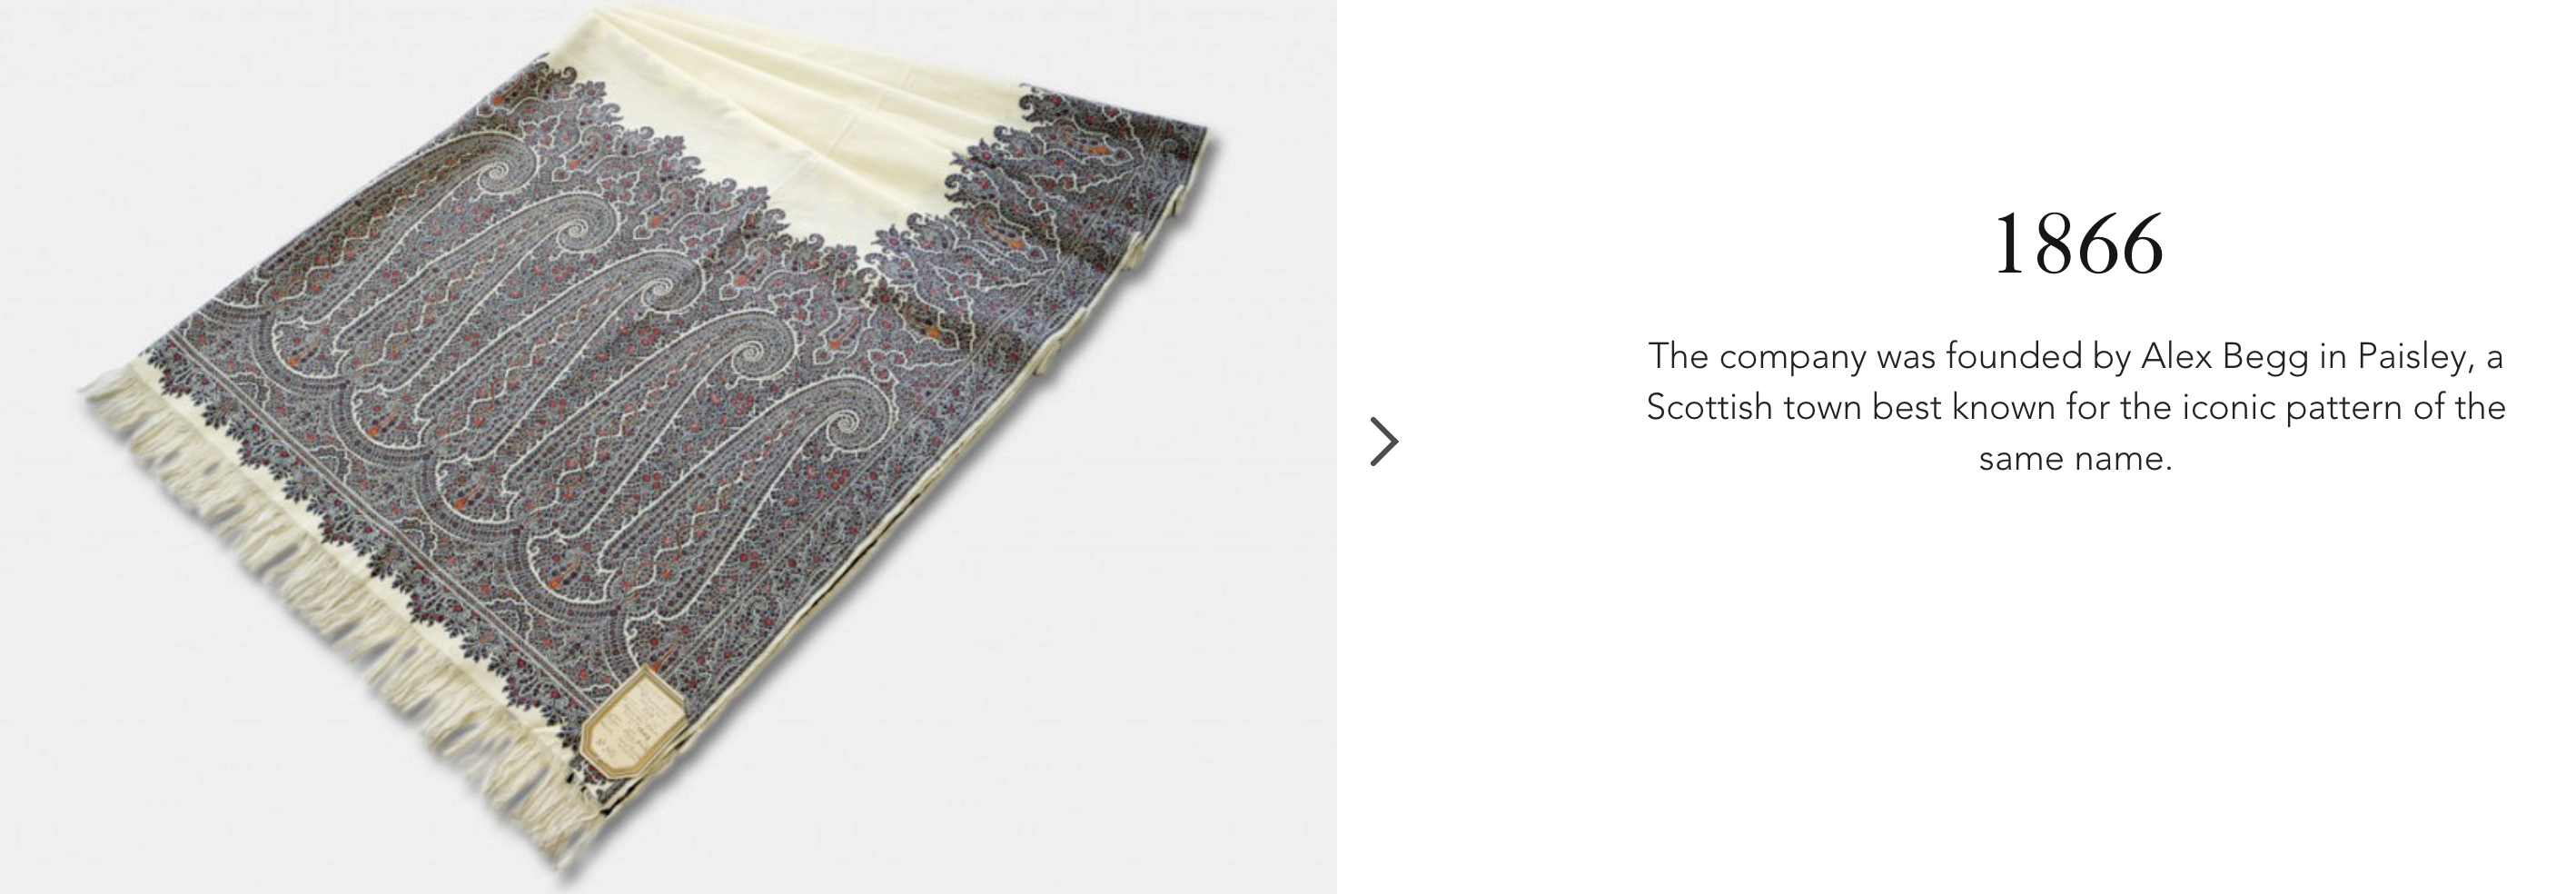 1866
The company was founded by Alex Begg in Paisley, a
Scottish town best known for the iconic pattern of the
same name.